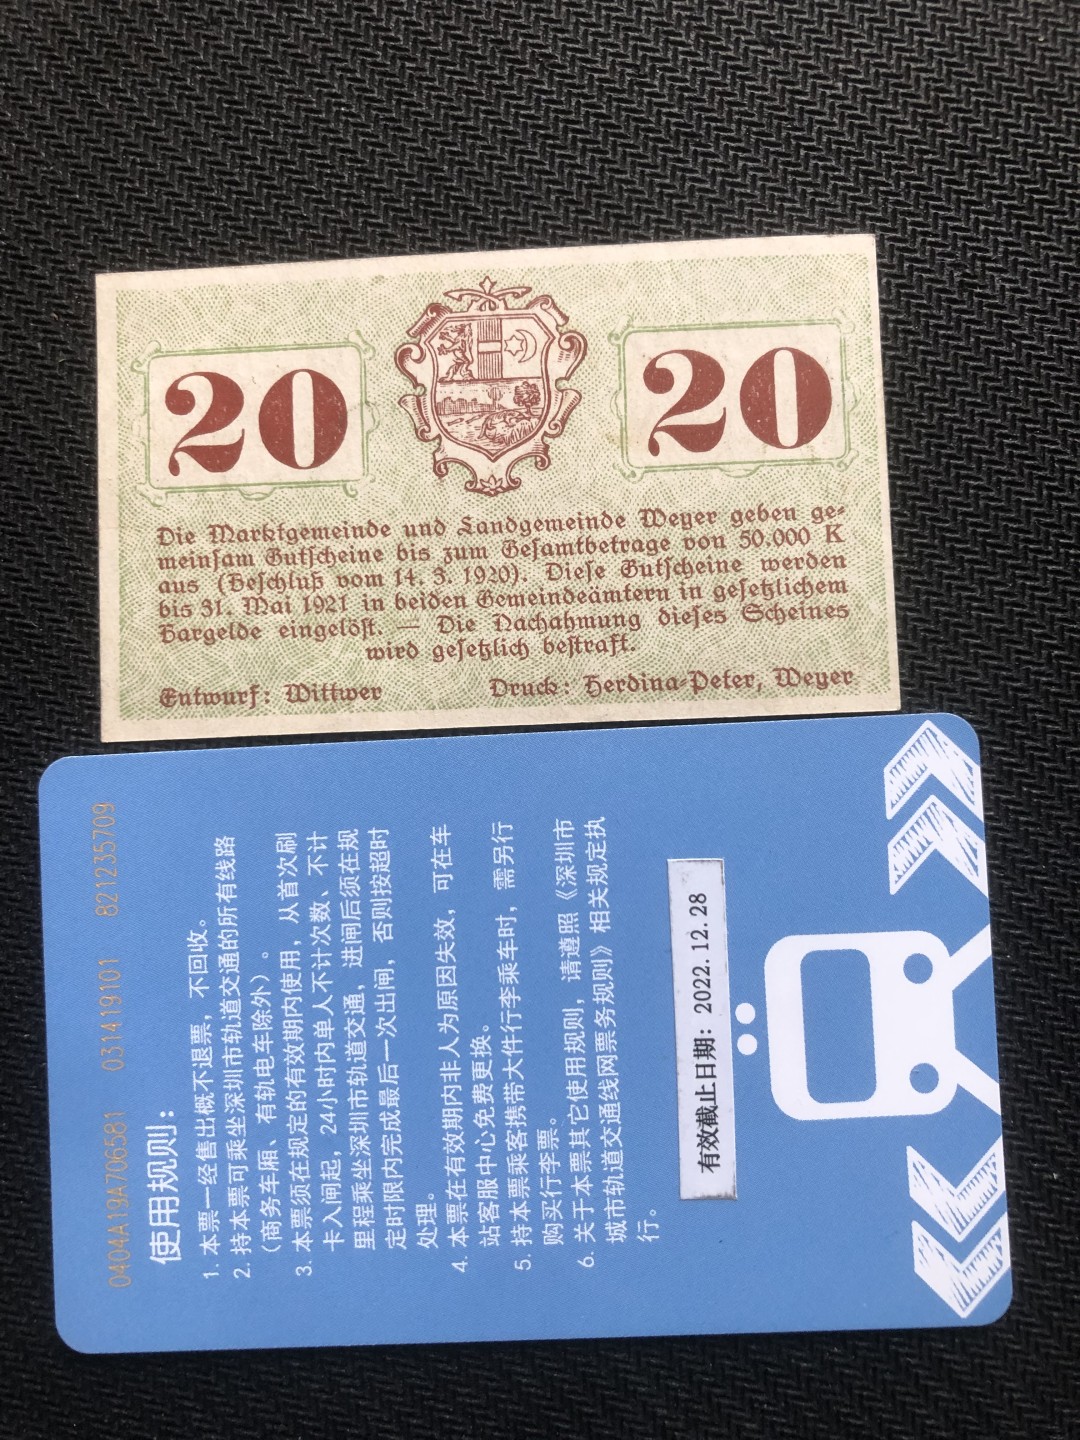 20
20
Die Marktgemeinde und Landgemeinde Weyer geben ge-
meinsam Gutscheine bis zum Gesamtbetrage von 50.000 K
aus (Beschluß vom 14. 3. 1920). Diese Gutscheine werden
bis 31. Mai 1921 in beiden Gemeindeämtern in gesetzlichem
Bargelde eingelöst. — Die Nachahmung dieses Scheines
wird gesetzlich bestraft.
Entwurf: Wittwer
Druck: Herdina-Peter, Weyer
0404A19A706581 031419101 821235709
使用规则：
1. 本票一经售出概不退票，不回收。
2. 持本票可乘坐深圳市轨道交通的所有线路
（商务车厢、有轨电车除外）。
3. 本票须在规定的有效期内使用，从首次刷
卡入闸起，24小时内单人不计次数、不计
里程乘坐深圳市轨道交通，进闸后须在规
定时限内完成最后一次出闸，否则按超时
处理。
4. 本票在有效期内非人为原因失效，可在车
站客服中心免费更换。
5. 持本票乘客携带大件行李乘车时，需另行
购买行李票。
6. 关于本票其它使用规则，请遵照《深圳市
城市轨道交通线网票务规则》相关规定执
行。
有效截止日期：2022.12.28